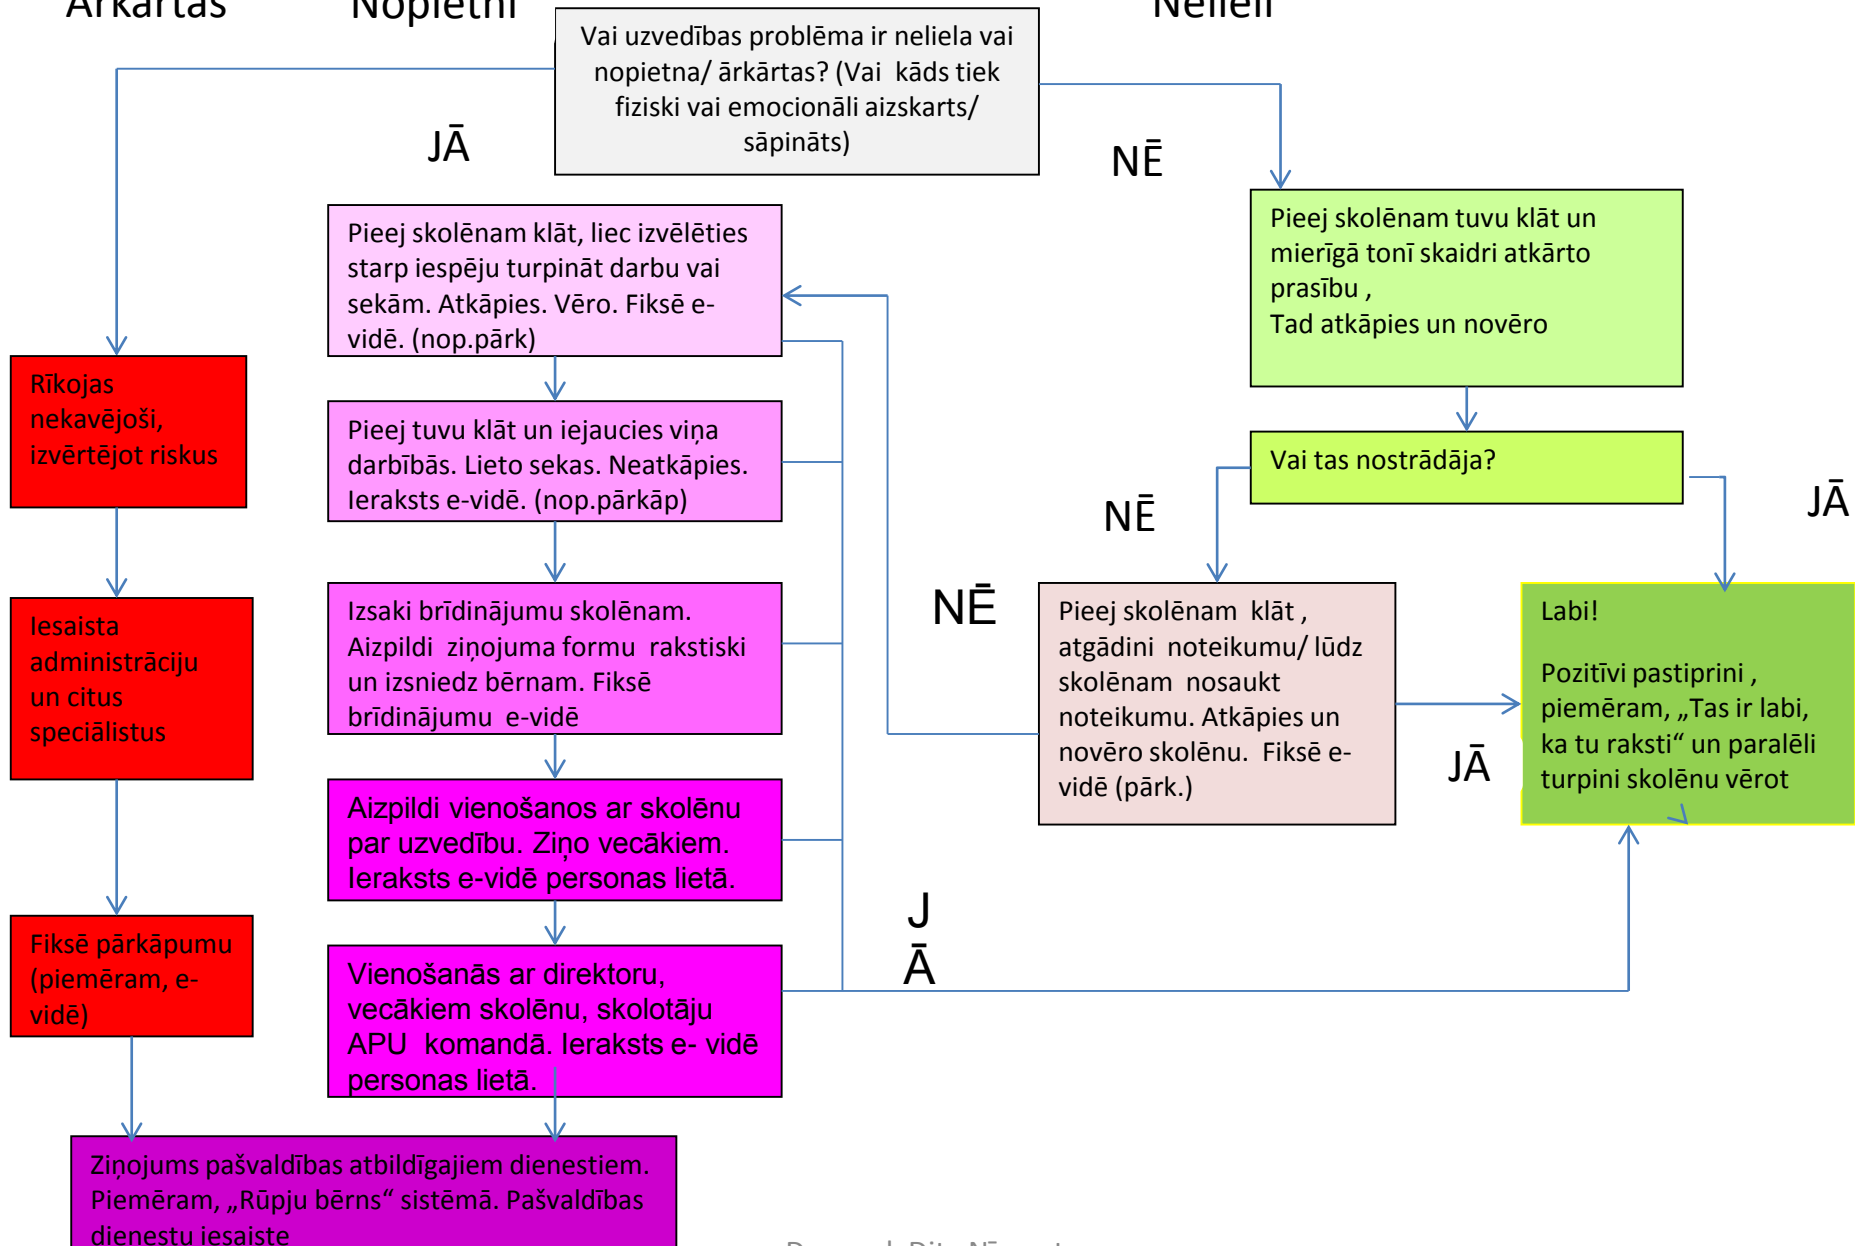 Ārkārtas
Nopietni
Nelieli
Vai uzvedības problēma ir neliela vai
nopietna/ ārkārtas? (Vai kāds tiek
fiziski vai emocionāli aizskarts/
sāpināts)
JĀ
NĒ
Pieej skolēnam klāt, liec izvēlēties
starp iespēju turpināt darbu vai
sekām. Atkāpies. Vēro. Fiksē e-
vidē. (nop.pārk)
Pieej skolēnam tuvu klāt un
mierīgā tonī skaidri atkārto
prasību ,
Tad atkāpies un novēro
Rīkojas
nekavējoši,
izvērtējot riskus
Pieej tuvu klāt un iejaucies viņa
darbībās. Lieto sekas. Neatkāpies.
Ieraksts e-vidē. (nop.pārkāp)
Vai tas nostrādāja?
NĒ
JĀ
Iesaista
administrāciju
un citus
speciālistus
Izsaki brīdinājumu skolēnam.
Aizpildi ziņojuma formu rakstiski
un izsniedz bērnam. Fiksē
brīdinājumu e-vidē
NĒ
Pieej skolēnam klāt ,
atgādini noteikumu/ lūdz
skolēnam nosaukt
noteikumu. Atkāpies un
novēro skolēnu. Fiksē e-
vidē (pārk.)
JĀ
Labi!
Pozitīvi pastiprini ,
piemēram, „Tas ir labi,
ka tu raksti“ un paralēli
turpini skolēnu vērot
Aizpildi vienošanos ar skolēnu
par uzvedību. Ziņo vecākiem.
Ieraksts e-vidē personas lietā.
J
Ā
Fiksē pārkāpumu
(piemēram, e-
vidē)
Vienošanās ar direktoru,
vecākiem skolēnu, skolotāju
APU komandā. Ieraksts e- vidē
personas lietā.
Ziņojums pašvaldības atbildīgajiem dienestiem.
Piemēram, „Rūpju bērns“ sistēmā. Pašvaldības
dienestu iesaiste